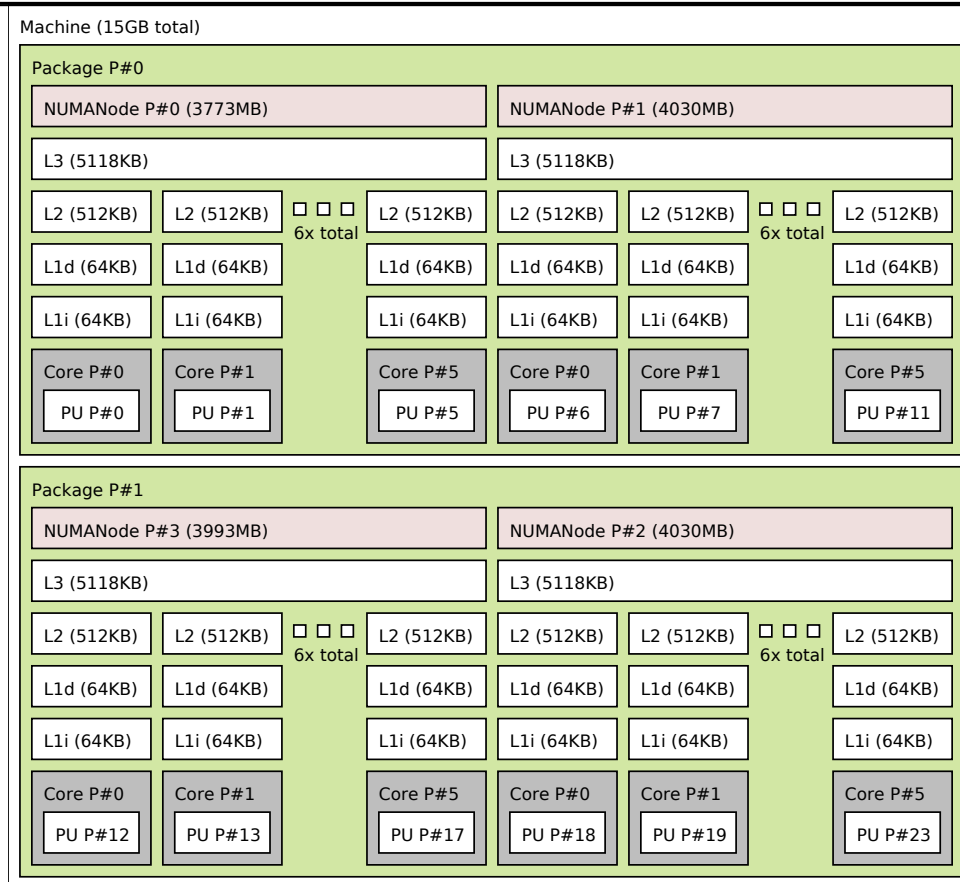 Machine (15GB total)
Package P#0
NUMANode P#0 (3773MB) NUMANode P#1 (4030MB)
L3 (5118KB) L3 (5118KB)
L2 (512KB) L2 (512KB) L2 (512KB) L2 (512KB) L2 (512KB) L2 (512KB)
6x total 6x total
L1d (64KB) L1d (64KB) L1d (64KB) L1d (64KB) L1d (64KB) L1d (64KB)
L1i (64KB) L1i (64KB) L1i (64KB) L1i (64KB) L1i (64KB) L1i (64KB)
Core P#0 Core P#1 Core P#5 Core P#0 Core P#1 Core P#5
PU P#0 PU P#1 PU P#5 PU P#6 PU P#7 PU P#11
Package P#1
NUMANode P#3 (3993MB) NUMANode P#2 (4030MB)
L3 (5118KB) L3 (5118KB)
L2 (512KB) L2 (512KB) L2 (512KB) L2 (512KB) L2 (512KB) L2 (512KB)
6x total 6x total
L1d (64KB) L1d (64KB) L1d (64KB) L1d (64KB) L1d (64KB) L1d (64KB)
L1i (64KB) L1i (64KB) L1i (64KB) L1i (64KB) L1i (64KB) L1i (64KB)
Core P#0 Core P#1 Core P#5 Core P#0 Core P#1 Core P#5
PU P#12 PU P#13 PU P#17 PU P#18 PU P#19 PU P#23